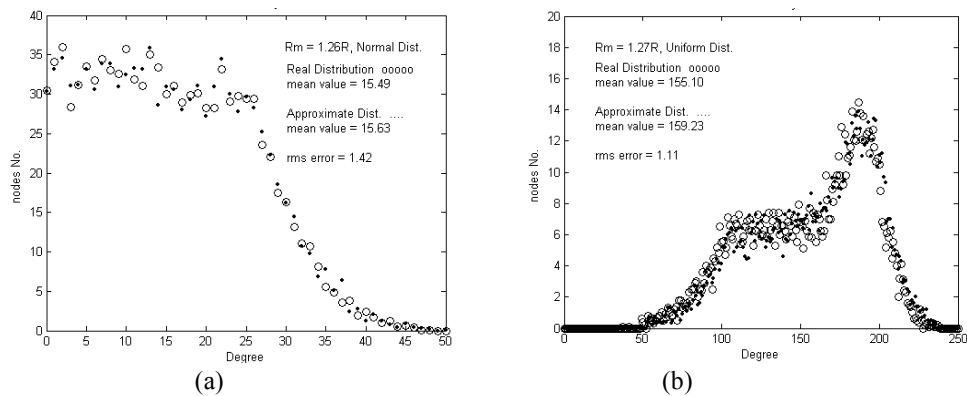 40
35
30
25
20
15
10
5
0
nodes No.
Rm = 1.26R, Normal Dist.
Real Distribution ooooo
mean value = 15.49
Approximate Dist. ....
mean value = 15.63
rms error = 1.42
0 5 10 15 20 25 30 35 40 45 50
Degree
(a)
20
18
16
14
12
10
8
6
4
2
0
nodes No.
Rm = 1.27R, Uniform Dist.
Real Distribution ooooo
mean value = 155.10
Approximate Dist. ....
mean value = 159.23
rms error = 1.11
0 50 100 150 200 250
Degree
(b)